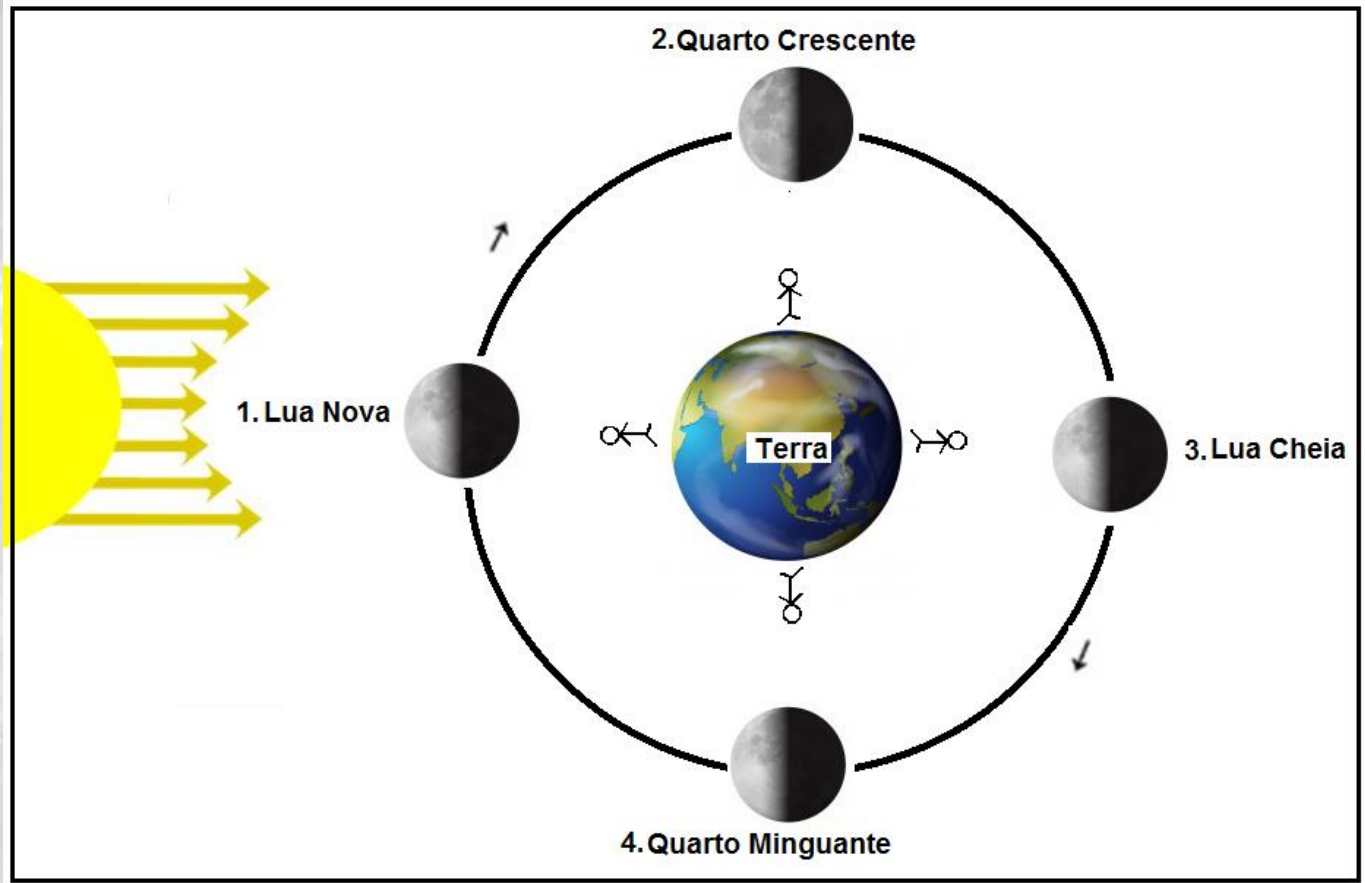 2.Quarto Crescente
1. Lua Nova
Terra
3. Lua Cheia
4. Quarto Minguante